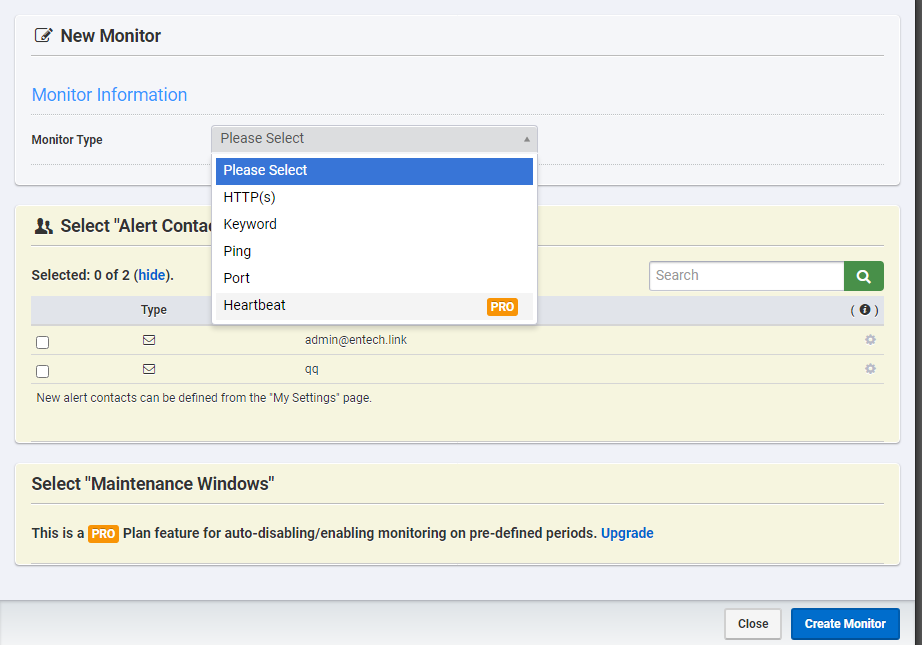 New Monitor
Monitor Information
Monitor Type
Please Select
Please Select
HTTP(s)
Keyword
Ping
Port
Heartbeat PRO
Select "Alert Conta
Selected: 0 of 2 (hide).
Search
Type
( i )
admin@entech.link
qq
New alert contacts can be defined from the "My Settings" page.
Select "Maintenance Windows"
This is a PRO Plan feature for auto-disabling/enabling monitoring on pre-defined periods. Upgrade
Close Create Monitor